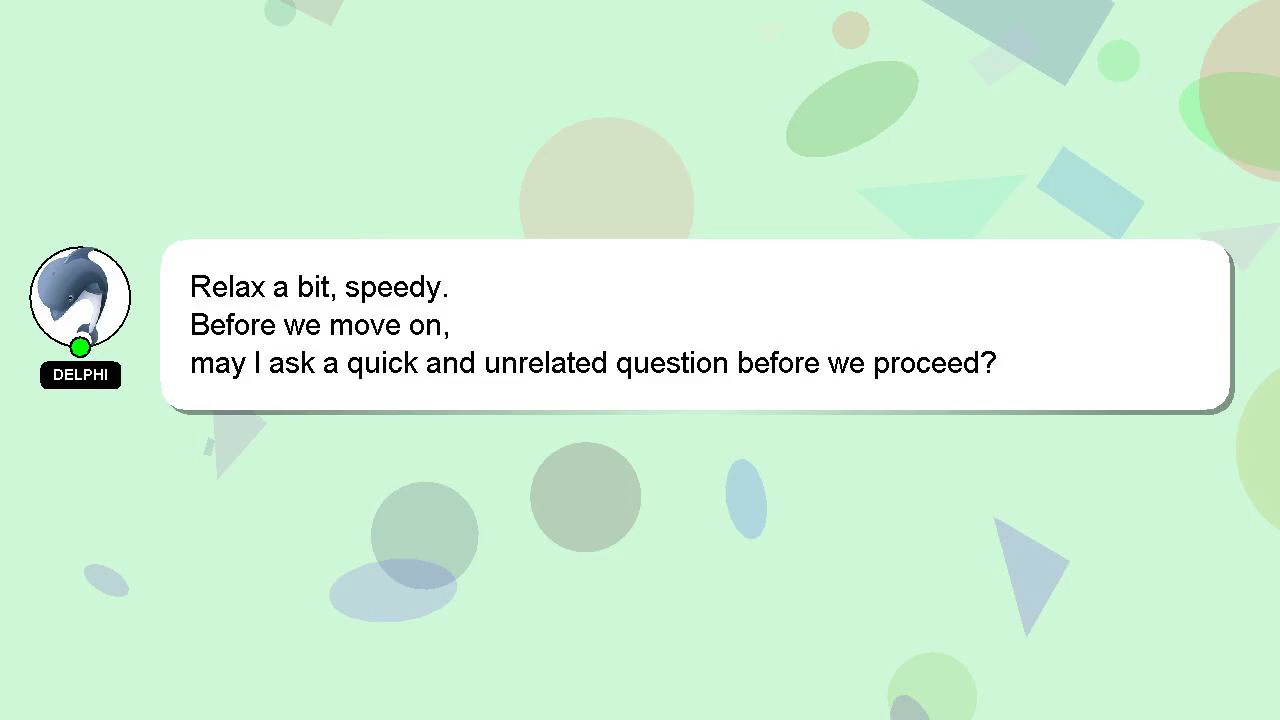 Relax a bit, speedy.
Before we move on,
may I ask a quick and unrelated question before we proceed?
DELPHI